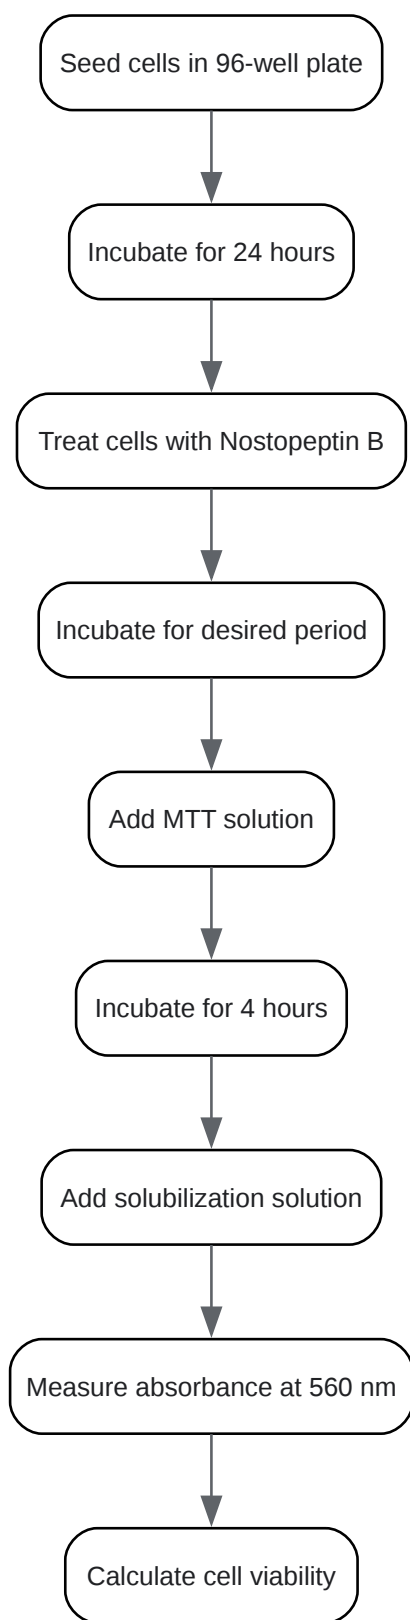 Seed cells in 96-well plate
Incubate for 24 hours
Treat cells with Nostopeptin B
Incubate for desired period
Add MTT solution
Incubate for 4 hours
Add solubilization solution
Measure absorbance at 560 nm
Calculate cell viability